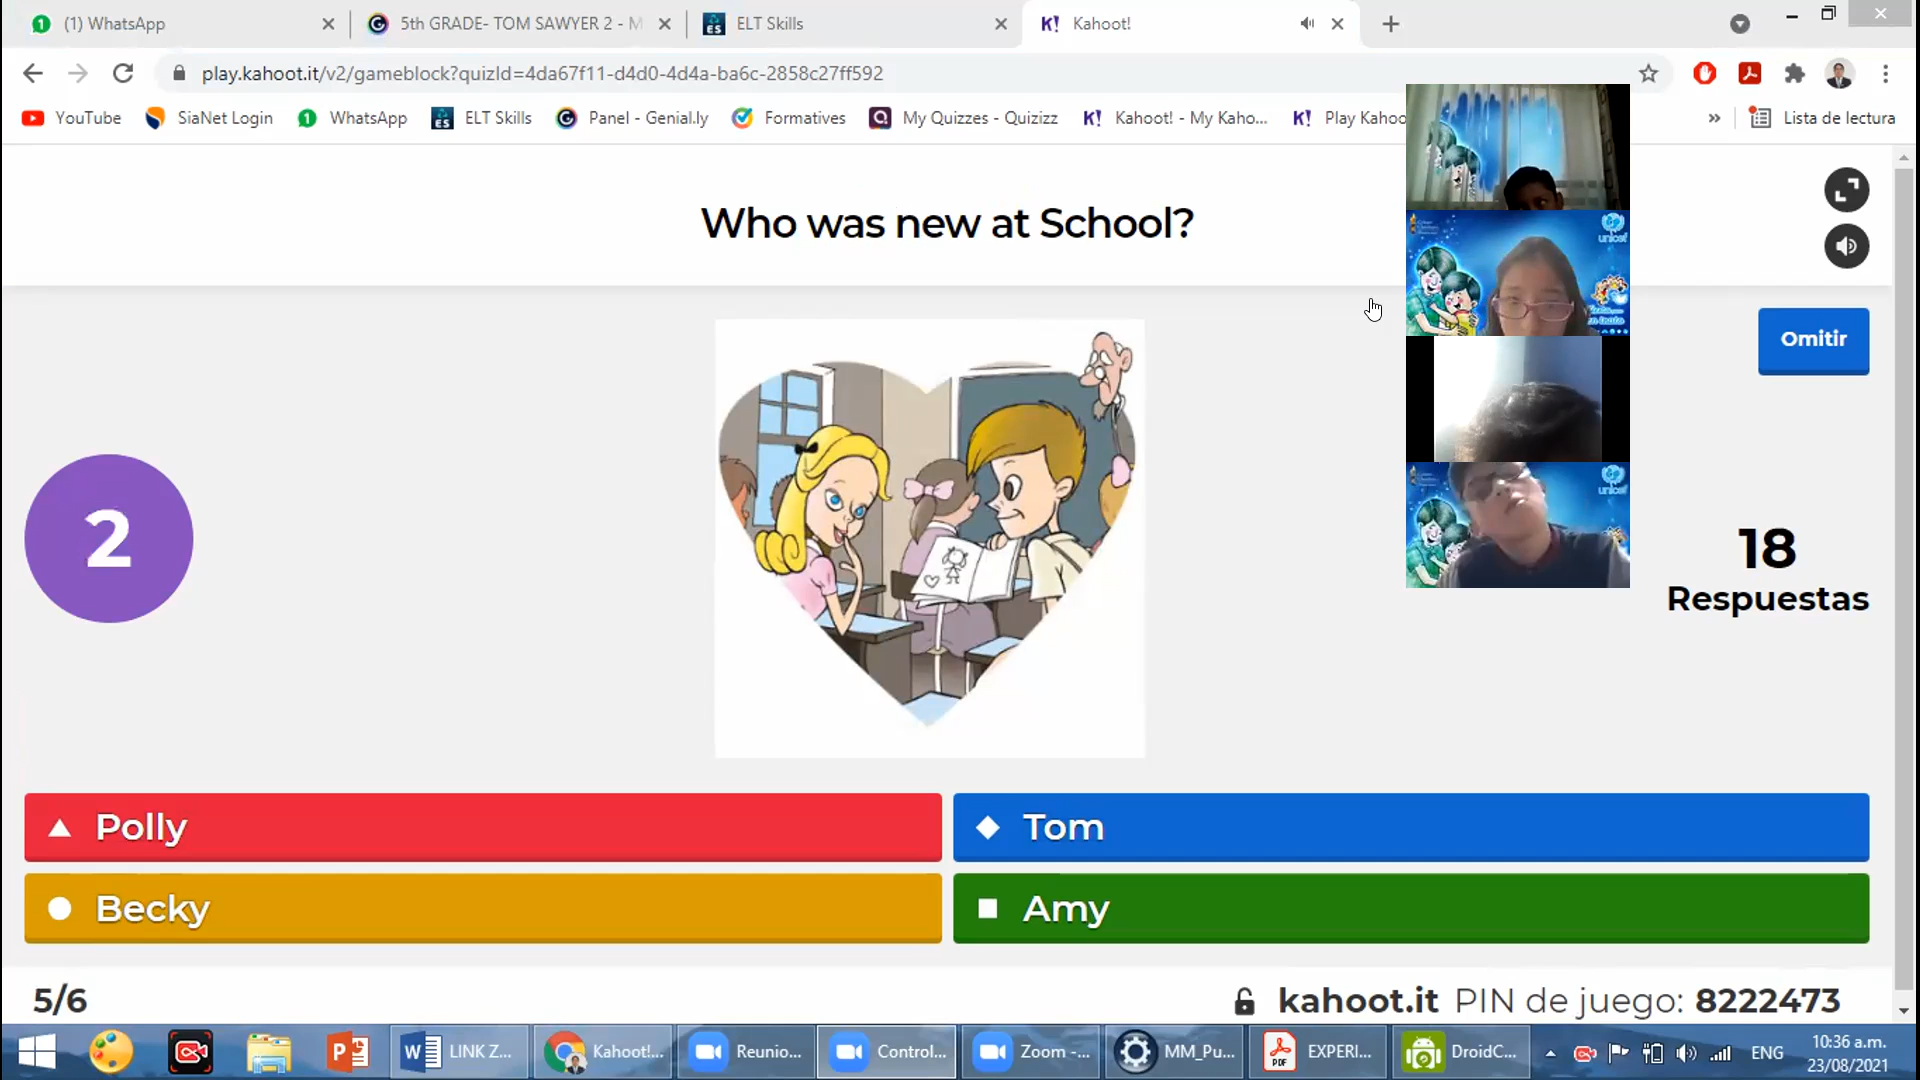 (1) WhatsApp
5th GRADE- TOM SAWYER 2 - M
ELT Skills
K! Kahoot!
play.kahoot.it/v2/gameblock?quizId=4da67f11-d4d0-4d4a-ba6c-2858c27ff592
YouTube
SiaNet Login
WhatsApp
ELT Skills
Panel - Genial.ly
Formatives
My Quizzes - Quizizz
K! Kahoot! - My Kaho...
K! Play Kahoo
»
Lista de lectura
Who was new at School?
unicef
Omitir
unicef
2
18
Respuestas
Polly
Tom
Becky
Amy
5/6
kahoot.it PIN de juego: 8222473
LINK Z...
Kahoot!...
Reunio...
Control...
Zoom -...
MM_Pu...
EXPERI...
DroidC...
ENG
10:36 a.m.
23/08/2021